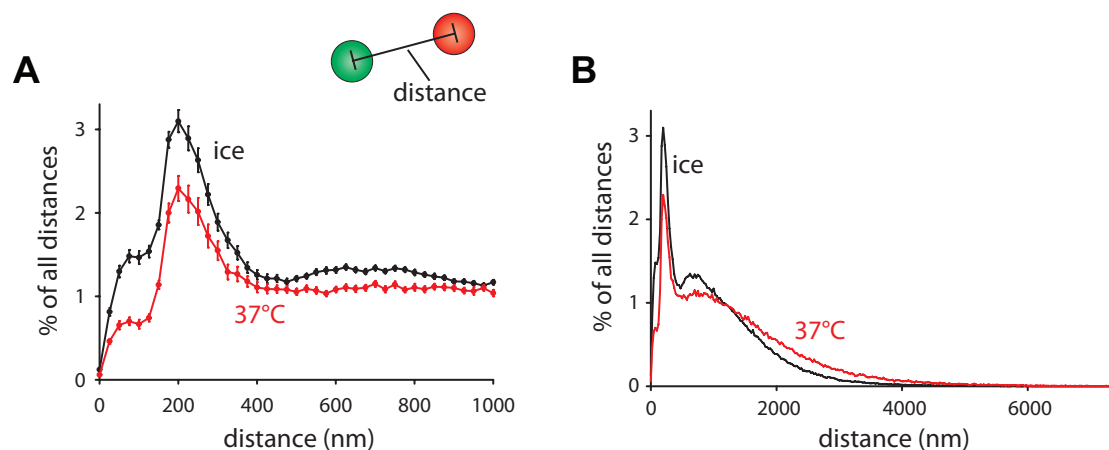 A
distance
% of all distances
3
2
1
0
ice
37°C
0 200 400 600 800 1000
distance (nm)
B
% of all distances
3
2
1
0
ice
37°C
0 2000 4000 6000
distance (nm)